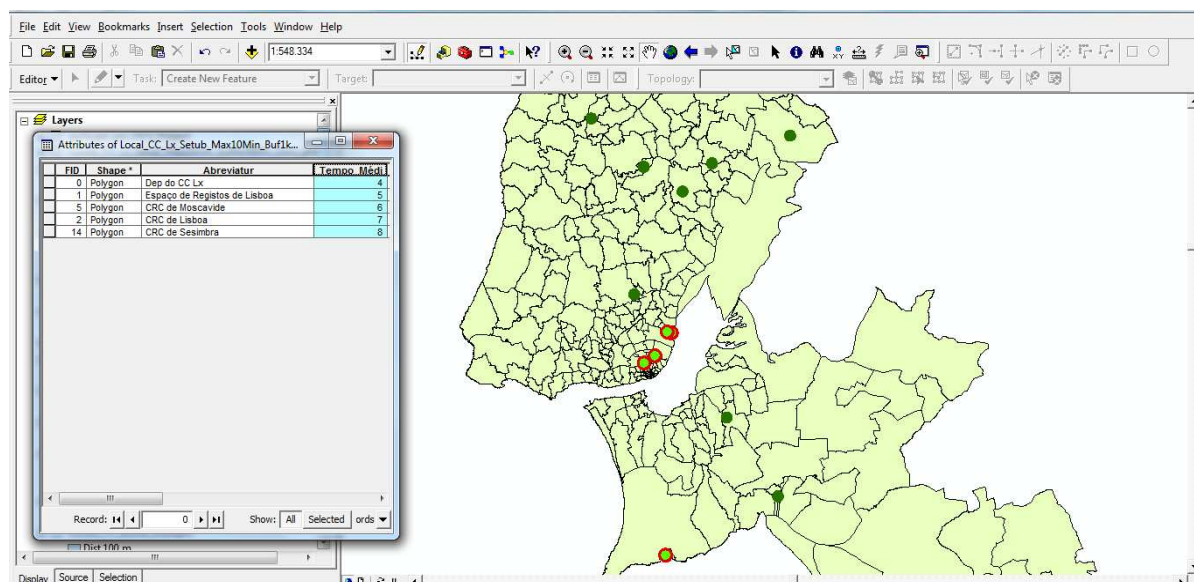 File Edit View Bookmarks Insert Selection Tools Window Help
1:548.334
Editor Task: Create New Feature Target: Topology:
Layers
Attributes of Local_CC_Lx_Setub_Max10Min_Buf1k...
FID Shape * Abreviatur Tempo_Médi
0 Polygon Dep do CC Lx 4
1 Polygon Espaço de Registos de Lisboa 5
5 Polygon CRC de Moscavide 6
2 Polygon CRC de Lisboa 7
14 Polygon CRC de Sesimbra 8
Record: 0 Show: All Selected ords
Dist 100 m
Display Source Selection